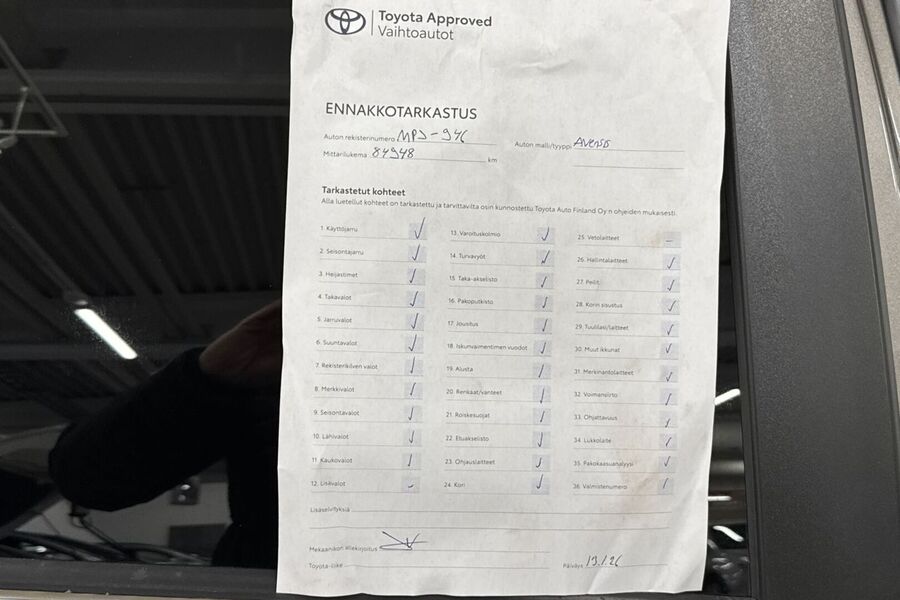 Toyota Approved
Vaihtoautot
ENNAKKOTARKASTUS
Auton rekisterinumero MPJ-946 Auton malli/tyyppi Avensis
Mittarilukema 84948 km
Tarkastetut kohteet
Alla luetellut kohteet on tarkastettu ja tarvittavilta osin kunnostettu Toyota Auto Finland Oy:n ohjeiden mukaisesti.
1. Käyttöjarru ✓
2. Seisontajarru ✓
3. Heijastimet ✓
4. Takavalot ✓
5. Jarruvalot ✓
6. Suuntavalot ✓
7. Rekisterikilven valot ✓
8. Merkkivalot ✓
9. Seisontavalot ✓
10. Lähivalot ✓
11. Kaukovalot ✓
12. Lisävalot -
13. Varoituskolmio ✓
14. Turvavyöt ✓
15. Taka-akselisto ✓
16. Pakoputkisto ✓
17. Jousitus ✓
18. Iskunvaimentimen vuodot ✓
19. Alusta ✓
20. Renkaat/vanteet ✓
21. Roiskesuojat ✓
22. Etuakselisto ✓
23. Ohjauslaitteet ✓
24. Kori ✓
25. Vetolaitteet -
26. Hallintalaitteet ✓
27. Peilit ✓
28. Korin sisustus ✓
29. Tuulilasi/laitteet ✓
30. Muut ikkunat ✓
31. Merkinantolaitteet ✓
32. Voimansiirto ✓
33. Ohjattavuus ✓
34. Lukkolaite ✓
35. Pakokaasuanalyysi ✓
36. Valmistenumero ✓
Lisäselvityksiä
Mekaanikon allekirjoitus
Toyota-liike Päiväys 19.1.26